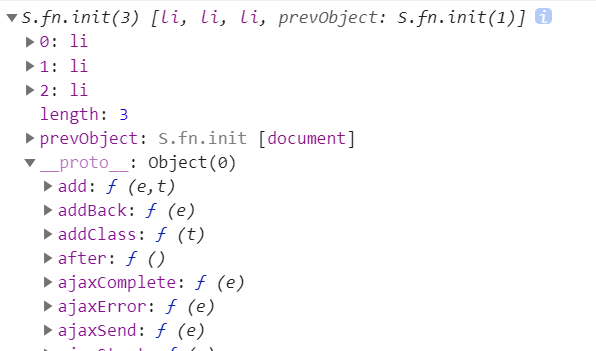 S.fn.init(3) [li, li, li, prevObject: S.fn.init(1)] i
0: li
1: li
2: li
length: 3
prevObject: S.fn.init [document]
__proto__: Object(0)
add: ƒ (e,t)
addBack: ƒ (e)
addClass: ƒ (t)
after: ƒ ()
ajaxComplete: ƒ (e)
ajaxError: ƒ (e)
ajaxSend: ƒ (e)